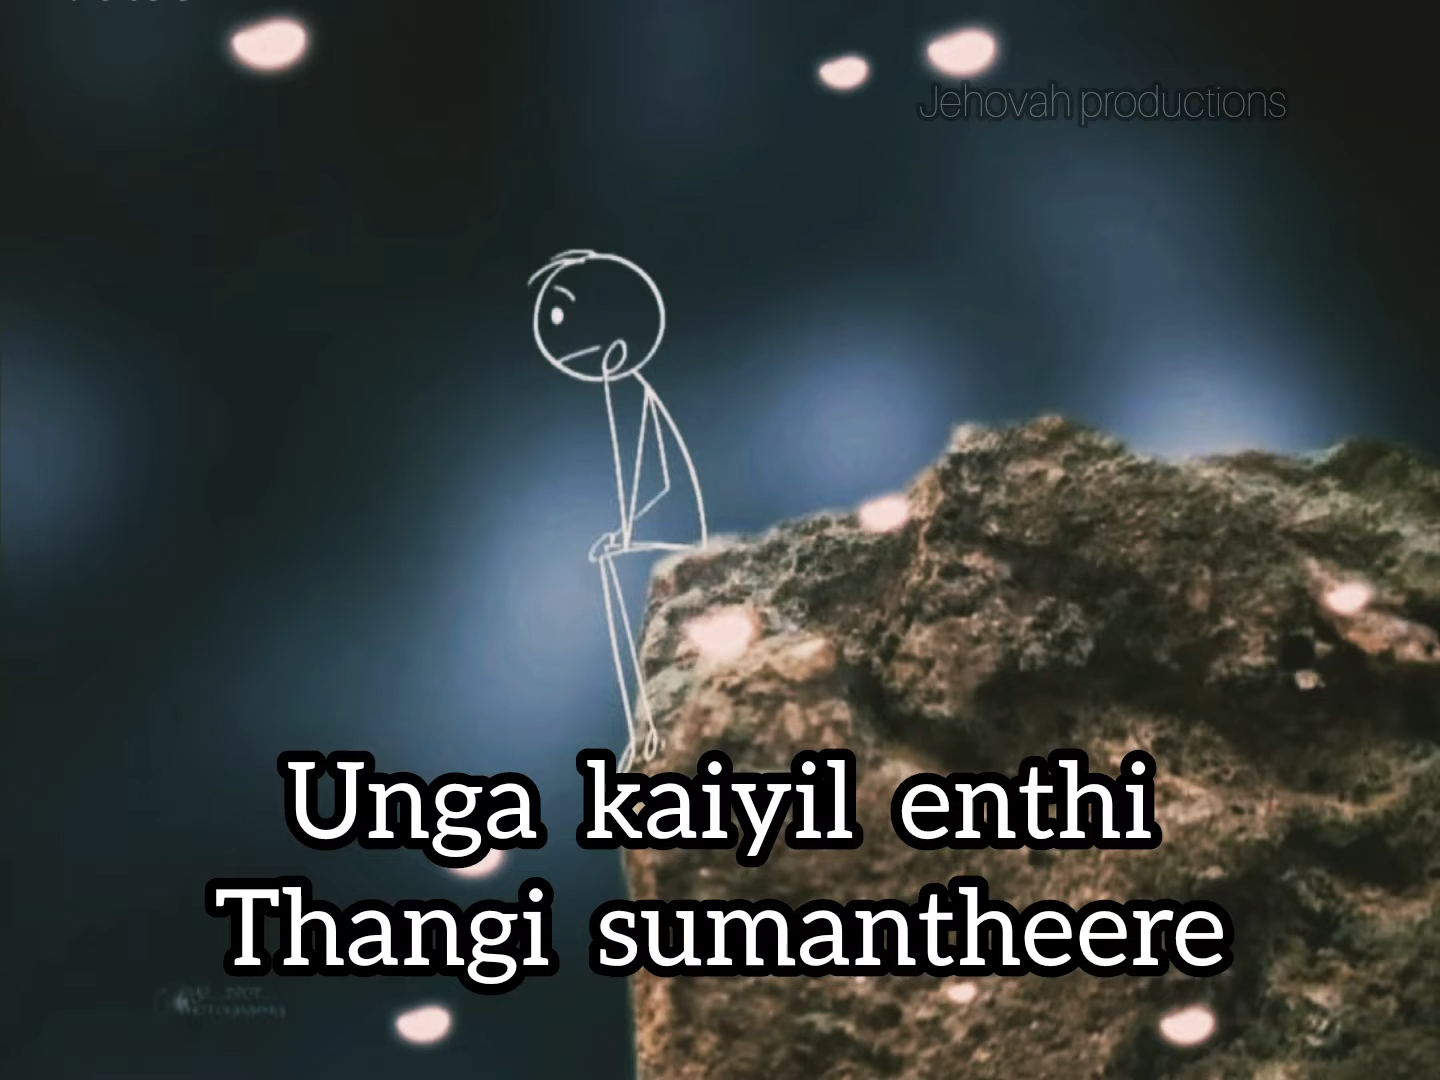 Jehovah productions
Unga kaiyil enthi
Thangi sumantheere